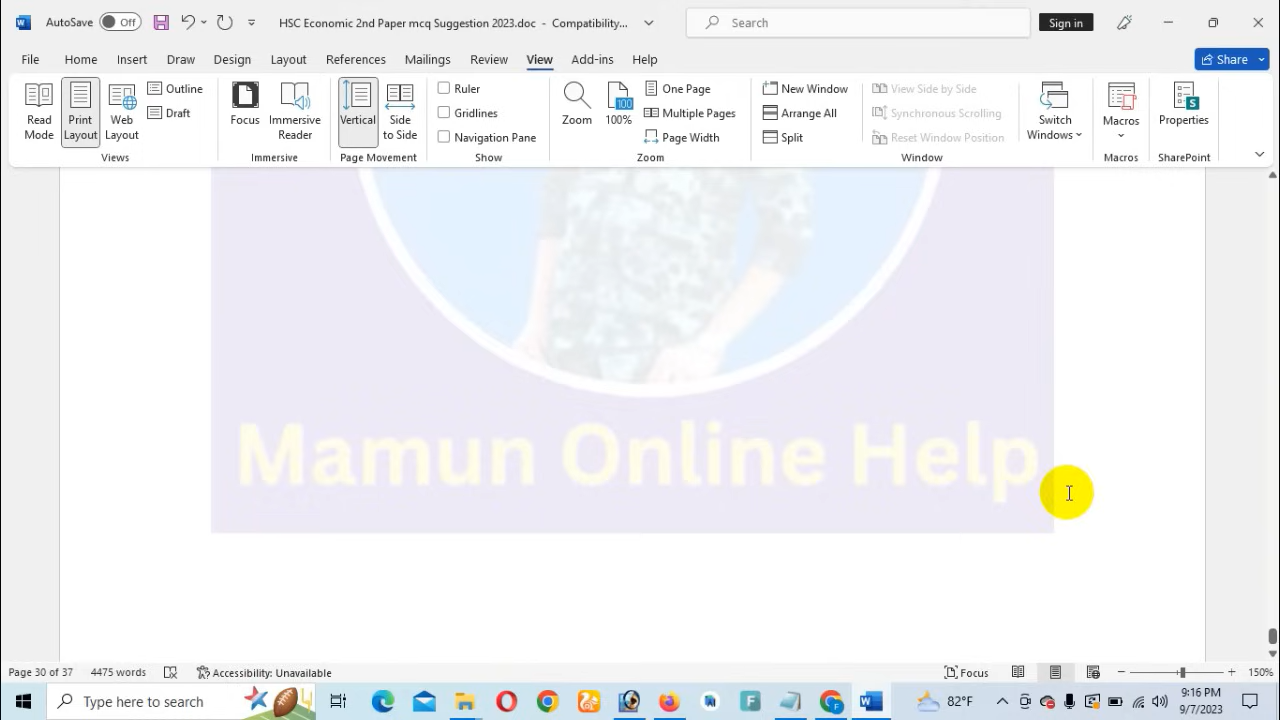 AutoSave Off HSC Economic 2nd Paper mcq Suggestion 2023.doc - Compatibility... Search Sign in
File Home Insert Draw Design Layout References Mailings Review View Add-ins Help Share
Read Mode
Print Layout
Web Layout
Outline
Draft
Views
Focus
Immersive Reader
Immersive
Vertical
Side to Side
Page Movement
Ruler
Gridlines
Navigation Pane
Show
Zoom
100
100%
One Page
Multiple Pages
Page Width
Zoom
New Window
Arrange All
Split
View Side by Side
Synchronous Scrolling
Reset Window Position
Switch Windows
Window
Macros
Macros
Properties
SharePoint
Mamun Online Help
Page 30 of 37 4475 words Accessibility: Unavailable Focus 150%
Type here to search 82°F 9:16 PM
9/7/2023